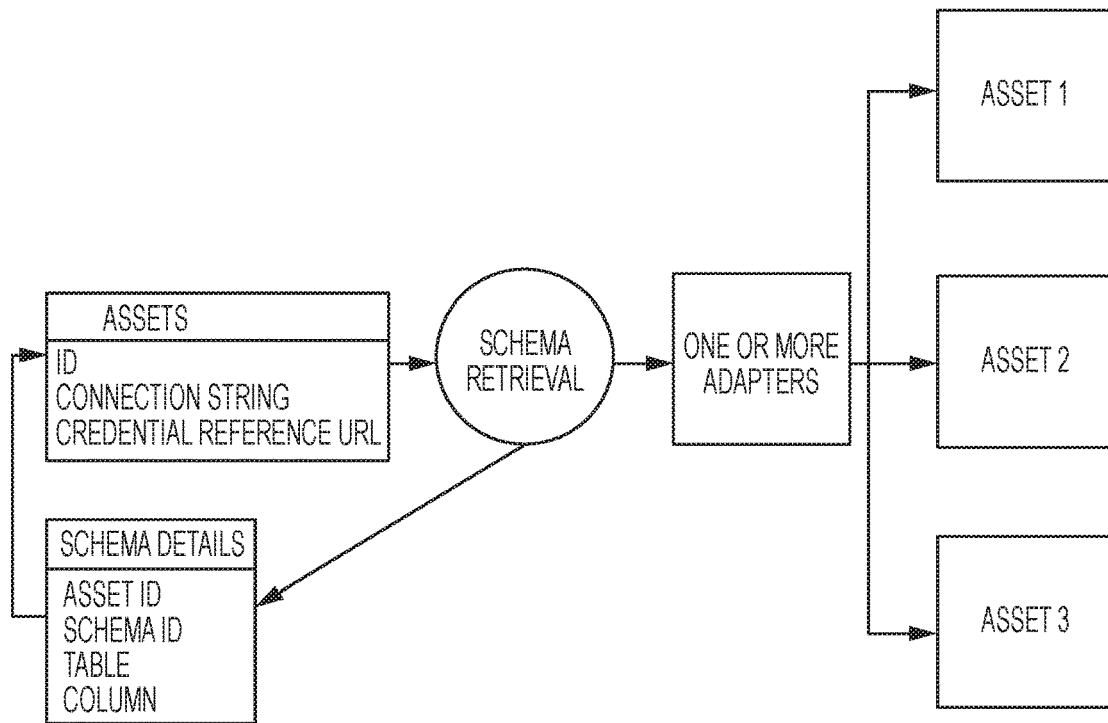 ASSETS
ID
CONNECTION STRING
CREDENTIAL REFERENCE URL
SCHEMA DETAILS
ASSET ID
SCHEMA ID
TABLE
COLUMN
SCHEMA
RETRIEVAL
ONE OR MORE
ADAPTERS
ASSET 1
ASSET 2
ASSET 3